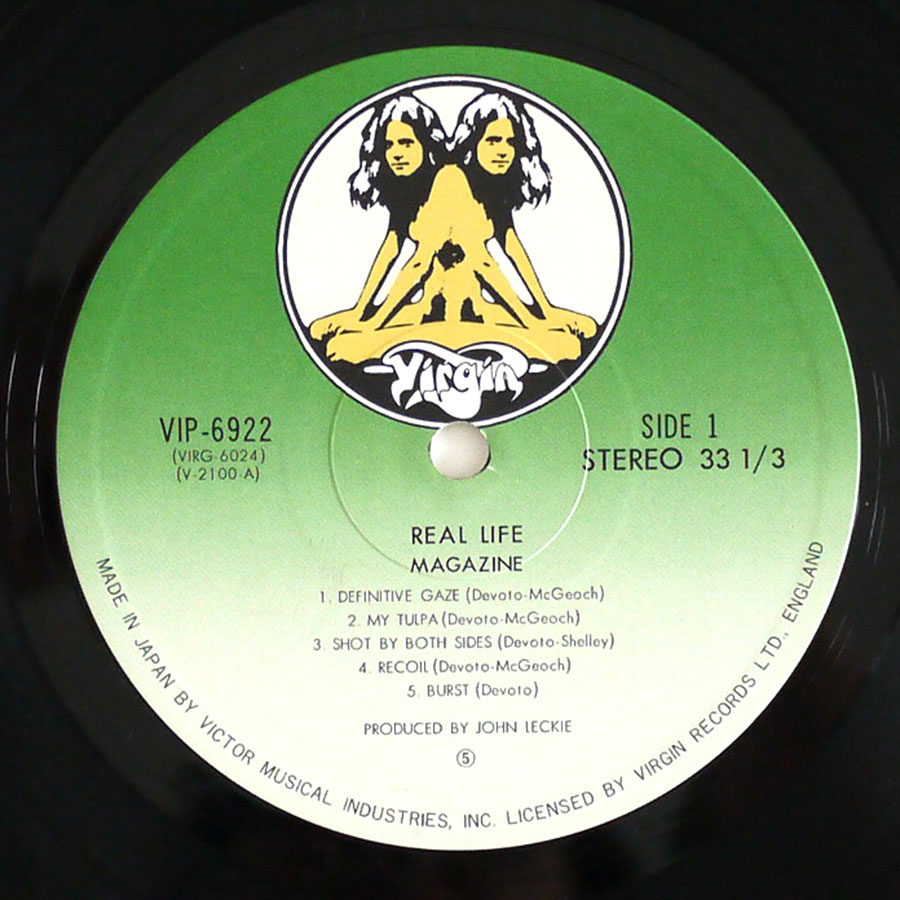 Virgin
VIP-6922
(VIRG-6024)
(V-2100-A)
SIDE 1
STEREO 33 1/3
REAL LIFE
MAGAZINE
1. DEFINITIVE GAZE (Devoto-McGeoch)
2. MY TULPA (Devoto-McGeoch)
3. SHOT BY BOTH SIDES (Devoto-Shelley)
4. RECOIL (Devoto-McGeoch)
5. BURST (Devoto)
PRODUCED BY JOHN LECKIE
⑤
MADE IN JAPAN BY VICTOR MUSICAL INDUSTRIES, INC. LICENSED BY VIRGIN RECORDS LTD., ENGLAND